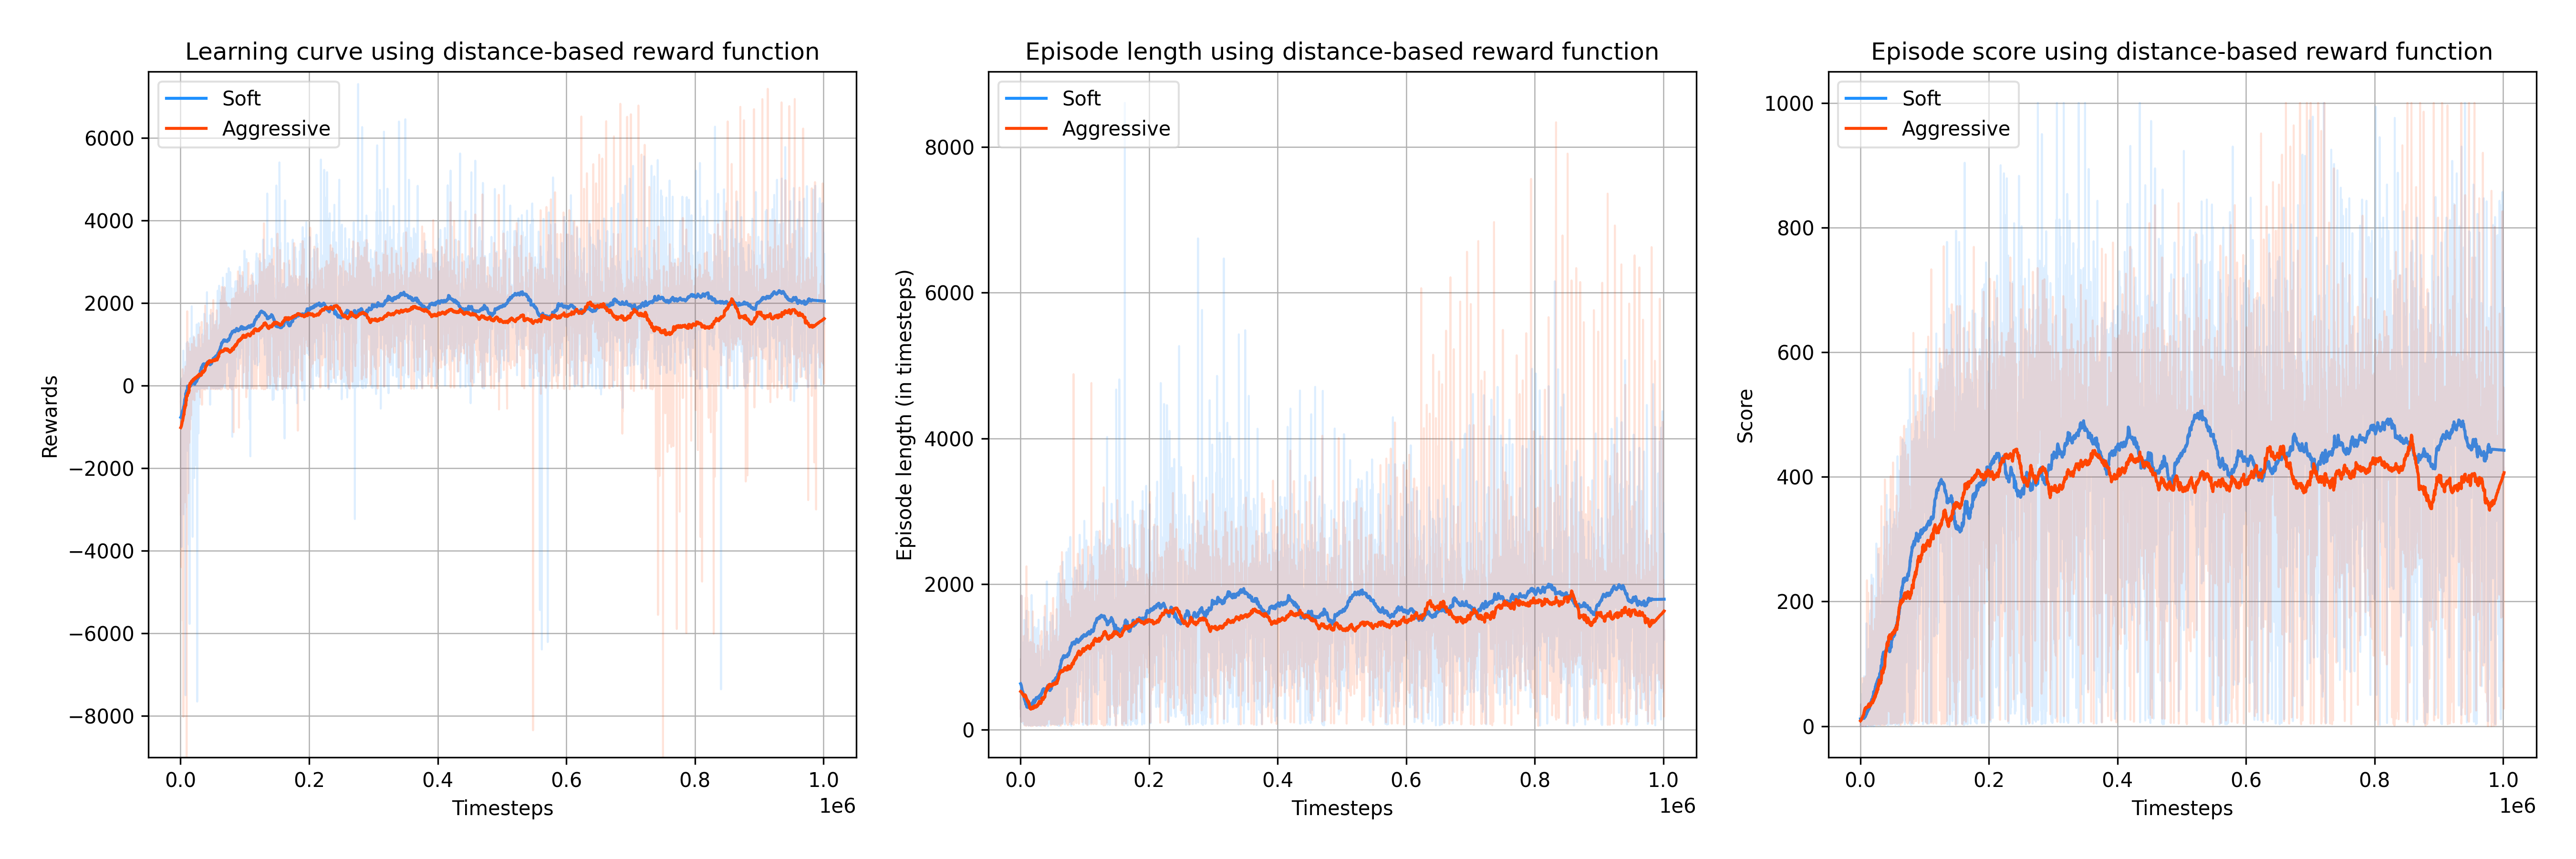 Learning curve using distance-based reward function
Soft
Aggressive
6000
4000
2000
0
−2000
−4000
−6000
−8000
Rewards
0.0 0.2 0.4 0.6 0.8 1.0
1e6
Timesteps
Episode length using distance-based reward function
Soft
Aggressive
8000
6000
4000
2000
0
Episode length (in timesteps)
0.0 0.2 0.4 0.6 0.8 1.0
1e6
Timesteps
Episode score using distance-based reward function
Soft
Aggressive
1000
800
600
400
200
0
Score
0.0 0.2 0.4 0.6 0.8 1.0
1e6
Timesteps